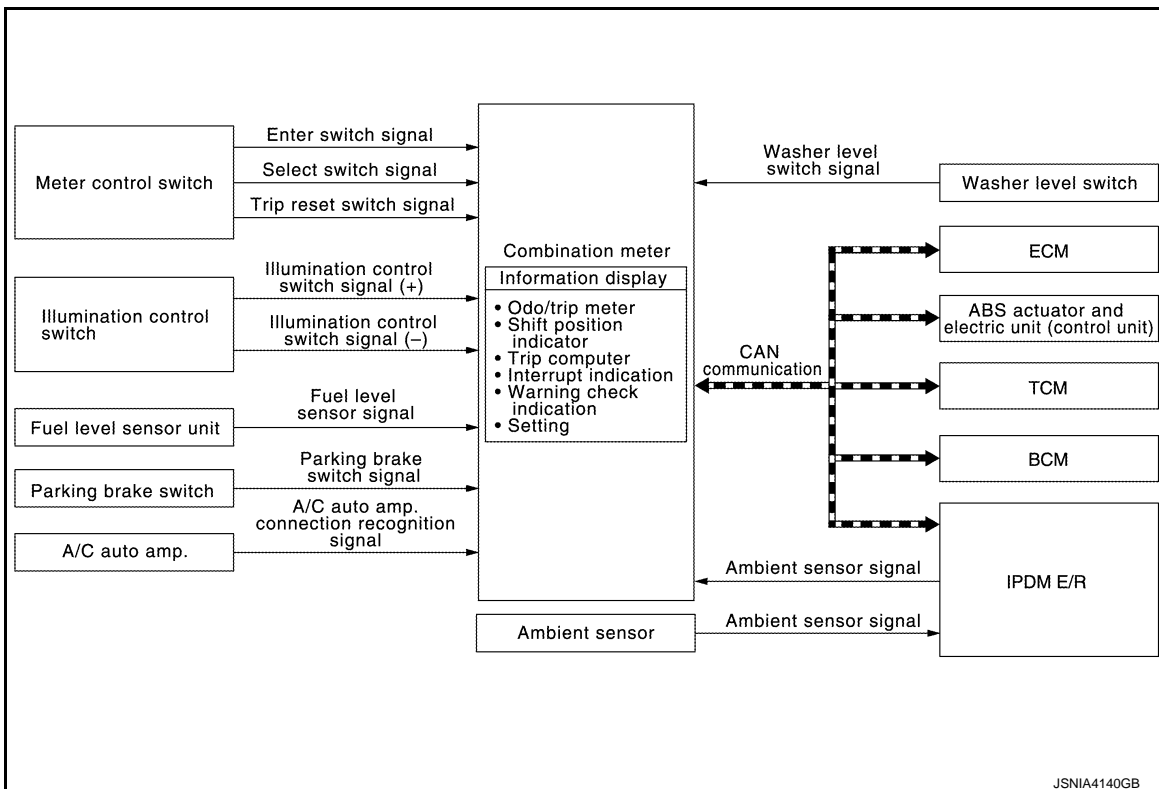 Meter control switch
Enter switch signal
Select switch signal
Trip reset switch signal
Illumination control
switch
Illumination control
switch signal (+)
Illumination control
switch signal (–)
Fuel level sensor unit
Fuel level
sensor signal
Parking brake switch
Parking brake
switch signal
A/C auto amp.
A/C auto amp.
connection recognition
signal
Combination meter
Information display
• Odo/trip meter
• Shift position
indicator
• Trip computer
• Interrupt indication
• Warning check
indication
• Setting
Washer level
switch signal
Washer level switch
CAN
communication
ECM
ABS actuator and
electric unit (control unit)
TCM
BCM
IPDM E/R
Ambient sensor signal
Ambient sensor
Ambient sensor signal
JSNIA4140GB